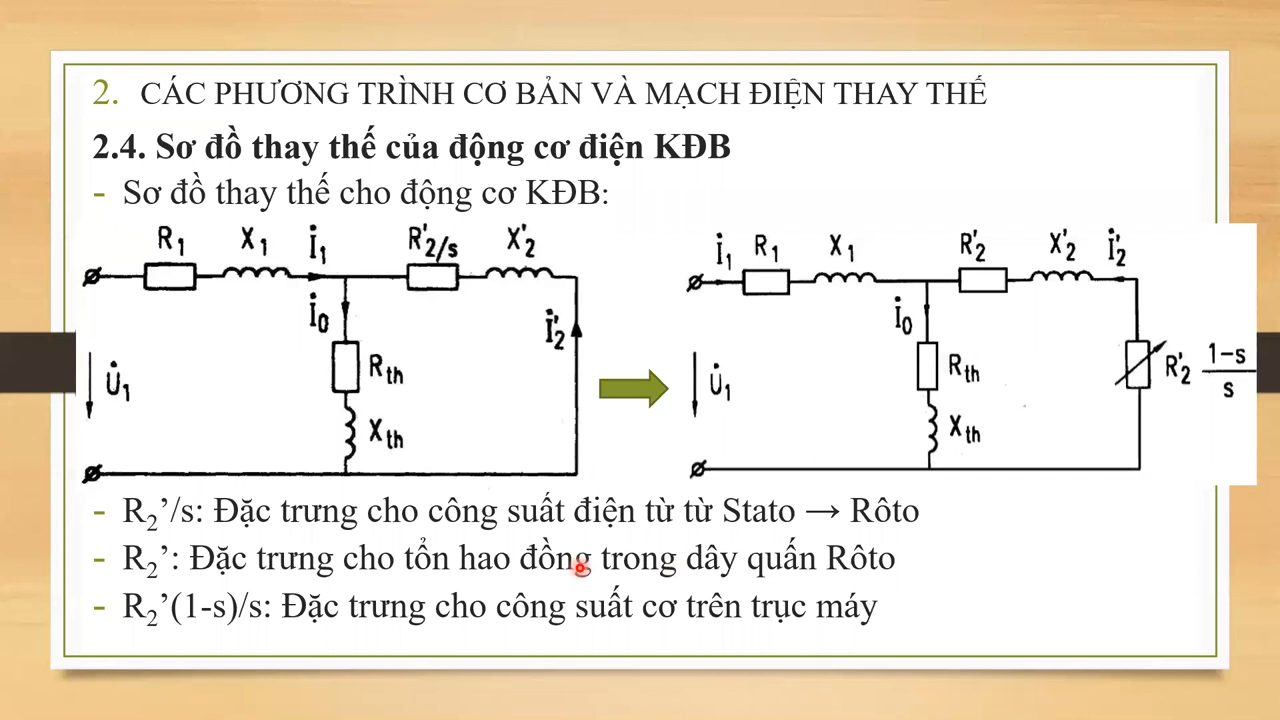 2. CÁC PHƯƠNG TRÌNH CƠ BẢN VÀ MẠCH ĐIỆN THAY THẾ
2.4. Sơ đồ thay thế của động cơ điện KĐB
- Sơ đồ thay thế cho động cơ KĐB:
R₁ X₁ İ₁ R'₂/s X'₂
İ₀ İ'₂
R_th
U̇₁
X_th
İ₁ R₁ X₁ R'₂ X'₂ İ'₂
İ₀
R_th R'₂ (1-s)/s
U̇₁
X_th
- R₂’/s: Đặc trưng cho công suất điện từ từ Stato → Rôto
- R₂’: Đặc trưng cho tổn hao đồng trong dây quấn Rôto
- R₂’(1-s)/s: Đặc trưng cho công suất cơ trên trục máy